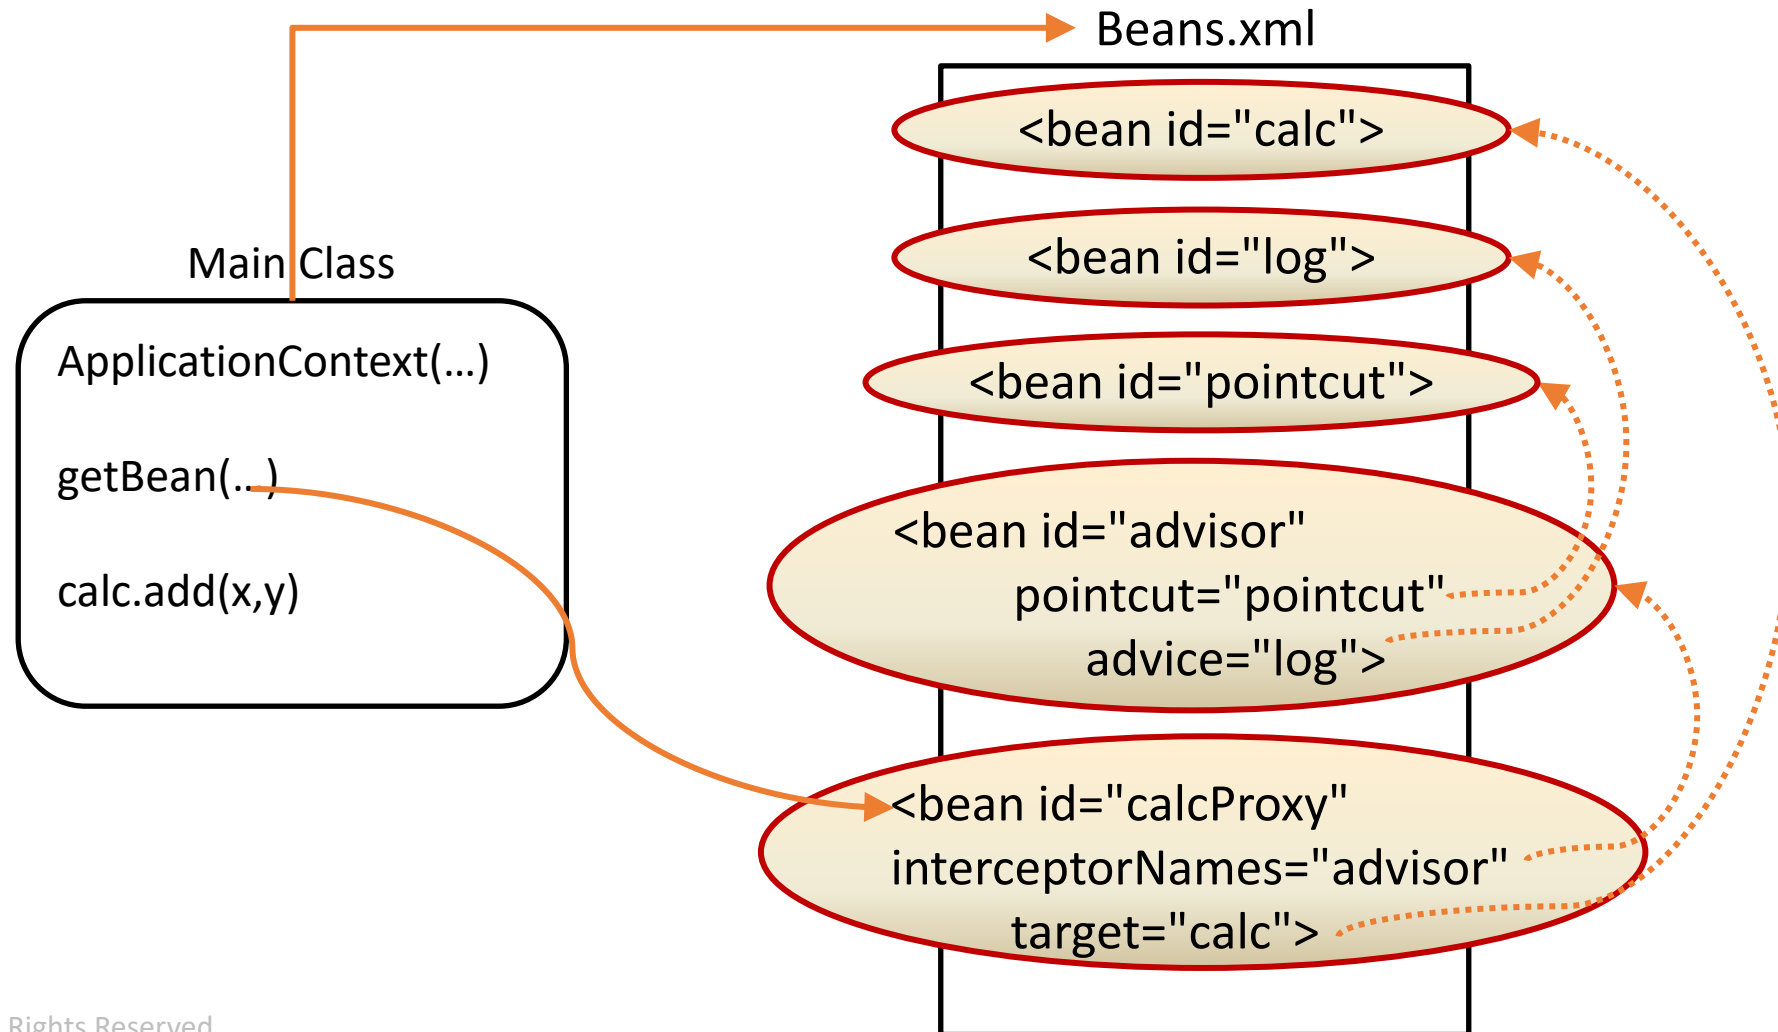 Beans.xml
<bean id="calc">
<bean id="log">
Main Class
ApplicationContext(...)
<bean id="pointcut">
getBean(...)
<bean id="advisor"
pointcut="pointcut"
calc.add(x,y)
advice="log">
<bean id="calcProxy"
interceptorNames="advisor"
target="calc">
Rights Reserved